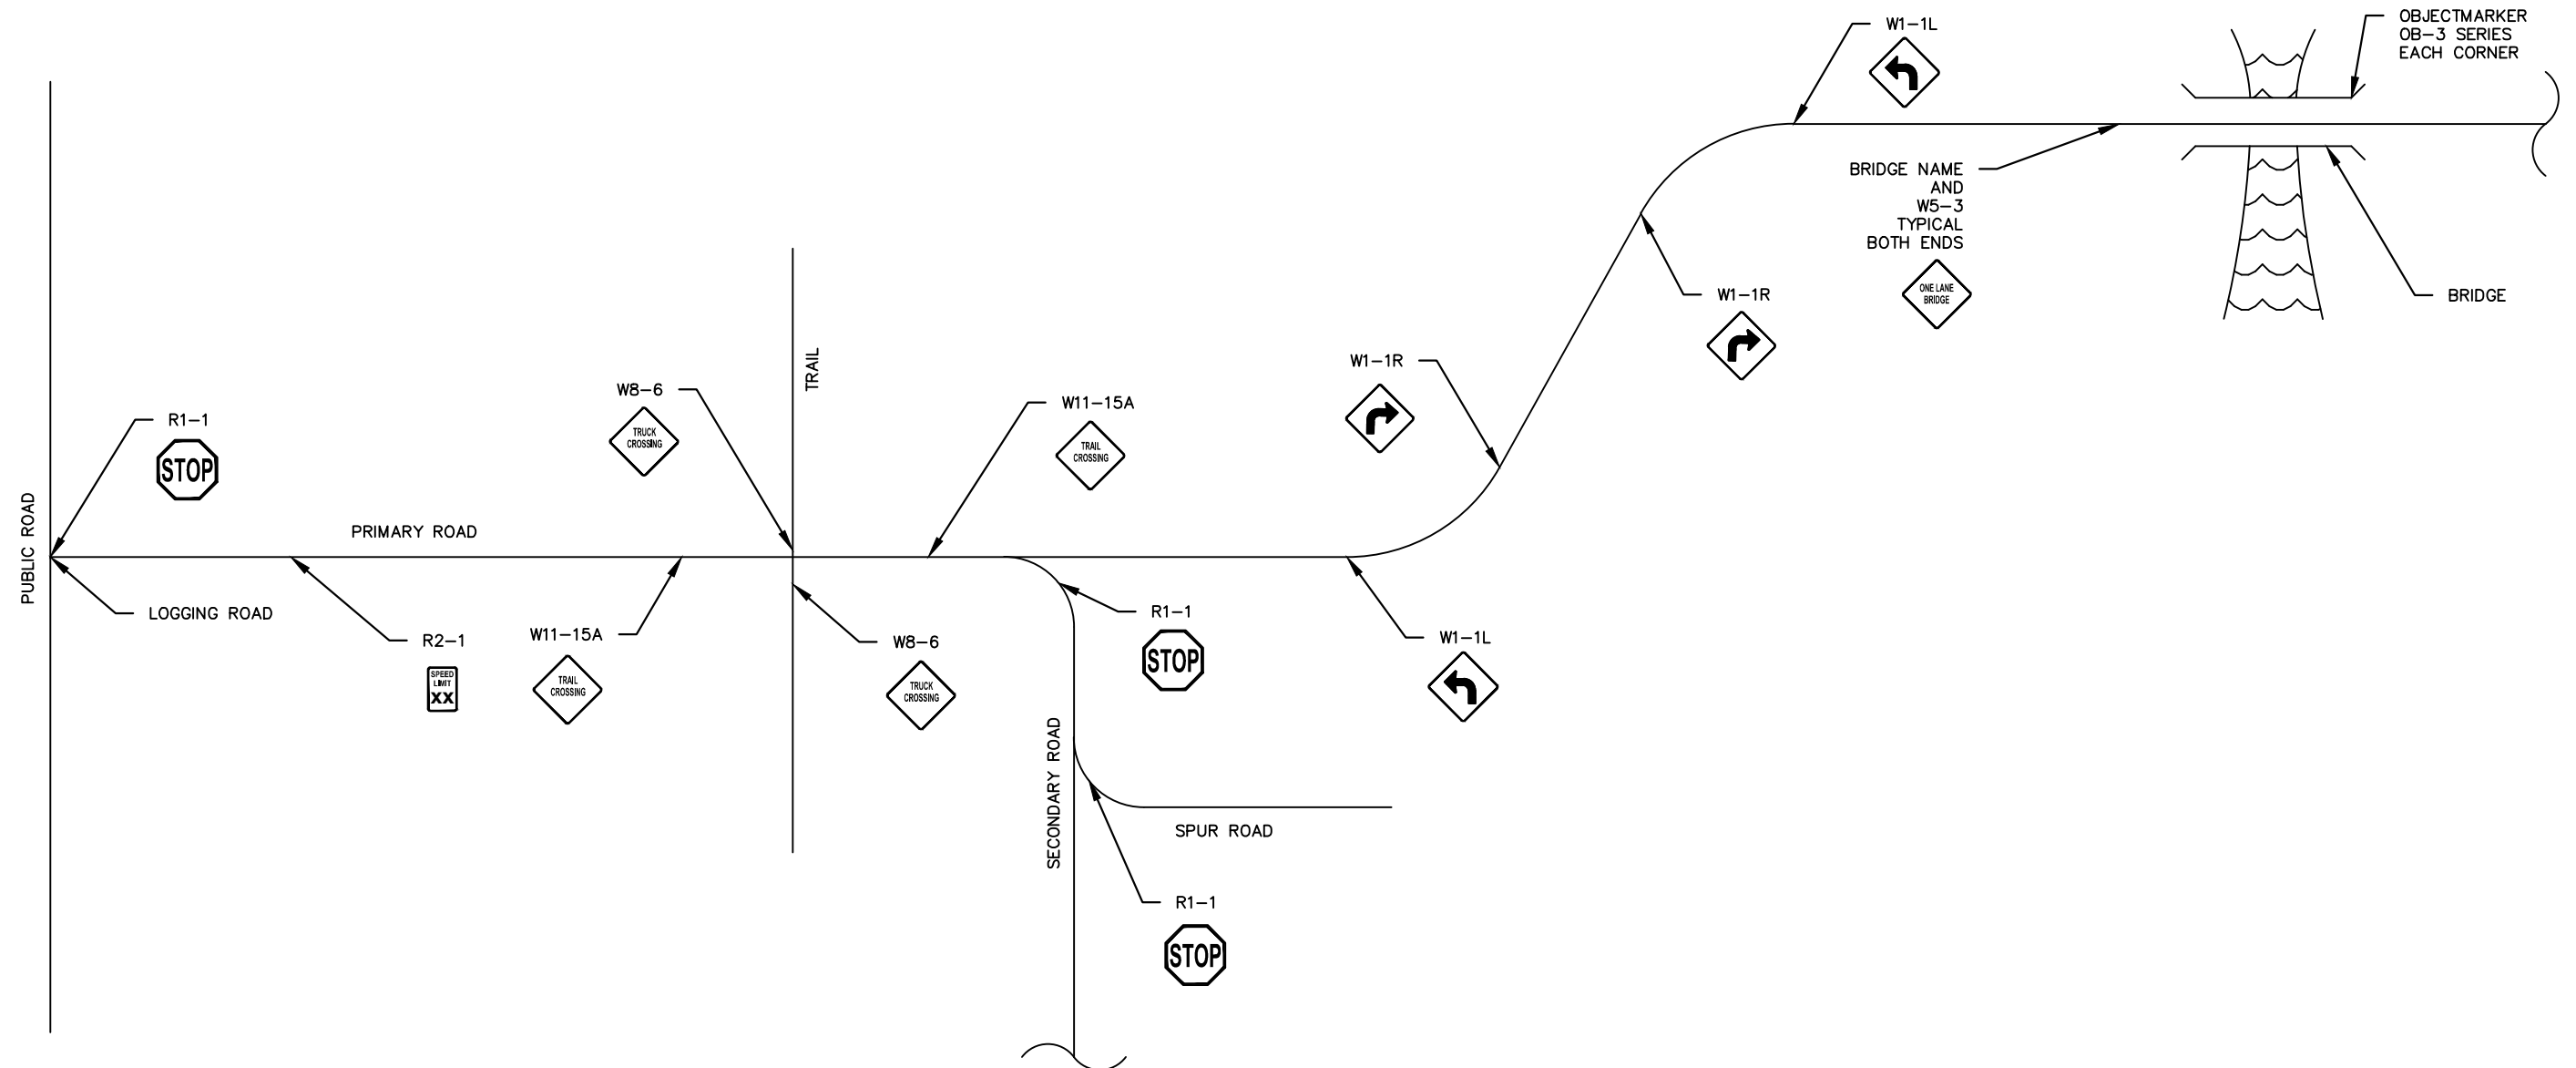 OBJECTMARKER
OB-3 SERIES
EACH CORNER
W1-1L
BRIDGE NAME
AND
W5-3
TYPICAL
BOTH ENDS
ONE LANE
BRIDGE
BRIDGE
W1-1R
W1-1R
TRAIL
W8-6
TRUCK
CROSSING
W11-15A
TRAIL
CROSSING
R1-1
STOP
PUBLIC ROAD
PRIMARY ROAD
LOGGING ROAD
R2-1
SPEED
LIMIT
XX
W11-15A
TRAIL
CROSSING
W8-6
TRUCK
CROSSING
R1-1
STOP
W1-1L
SECONDARY ROAD
SPUR ROAD
R1-1
STOP